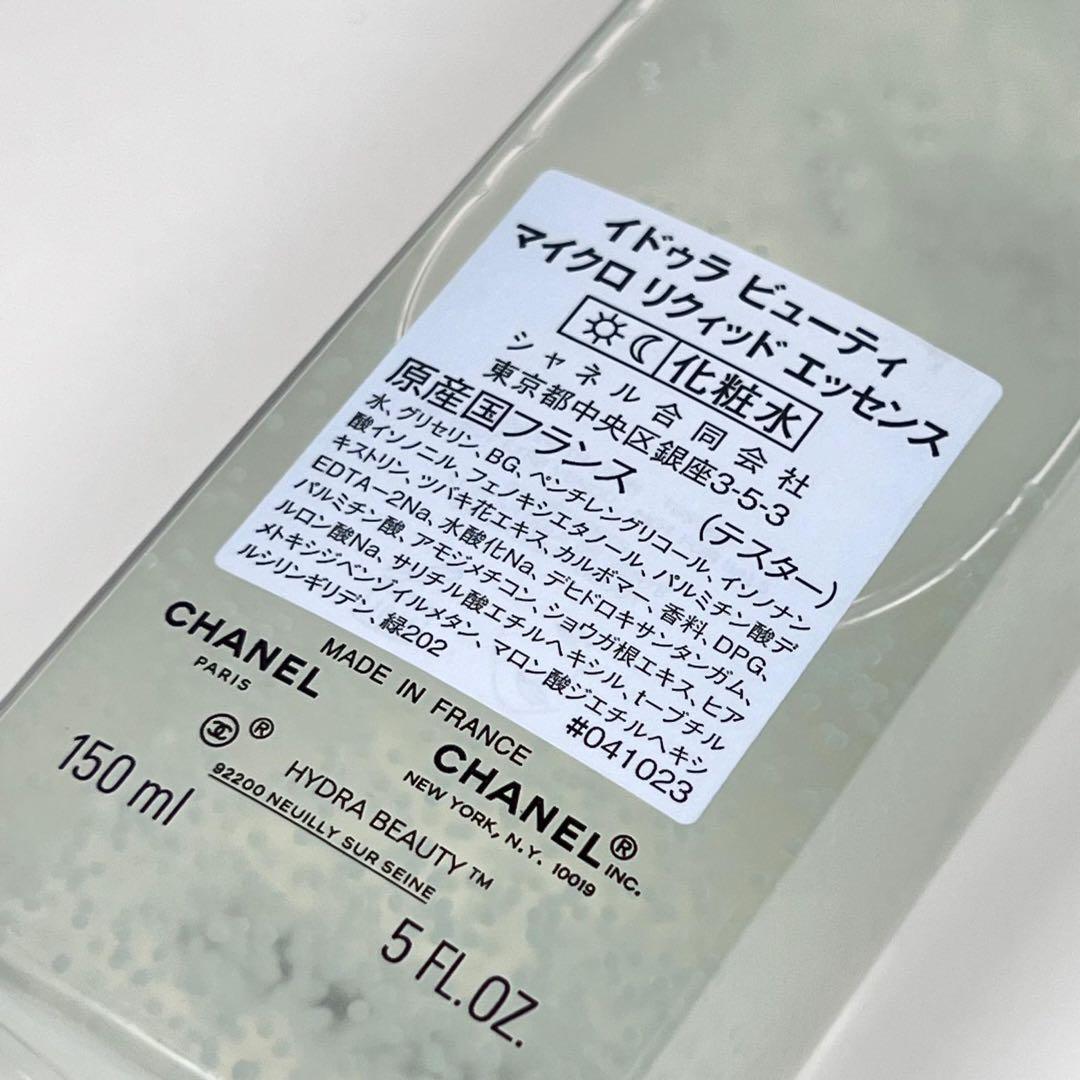 イドゥラ ビューティ
マイクロ リクィッド エッセンス
化粧水
シャネル合同会社
東京都中央区銀座3-5-3
原産国フランス (テスター)
水、グリセリン、BG、ペンチレングリコール、イソノナン
酸イソノニル、フェノキシエタノール、パルミチン酸デ
キストリン、ツバキ花エキス、カルボマー、香料、DPG、
EDTA-2Na、水酸化Na、デヒドロキサンタンガム、
パルミチン酸、アモジメチコン、ショウガ根エキス、ヒア
ルロン酸Na、サリチル酸エチルヘキシル、t-ブチル
メトキシジベンゾイルメタン、マロン酸ジエチルヘキシ
ルシリンギリデン、緑202
#041023
MADE IN FRANCE
CHANEL
PARIS
CHANEL®
INC.
NEW YORK, N.Y. 10019
®
HYDRA BEAUTY™
92200 NEUILLY SUR SEINE
150 ml
5 FL.OZ.